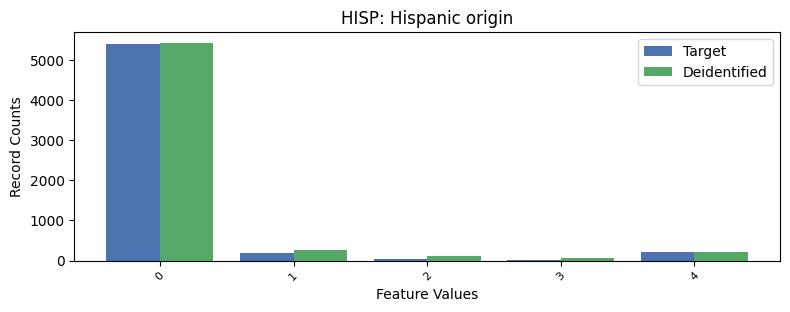 HISP: Hispanic origin
Target
Deidentified
Record Counts
5000
4000
3000
2000
1000
0
0 1 2 3 4
Feature Values